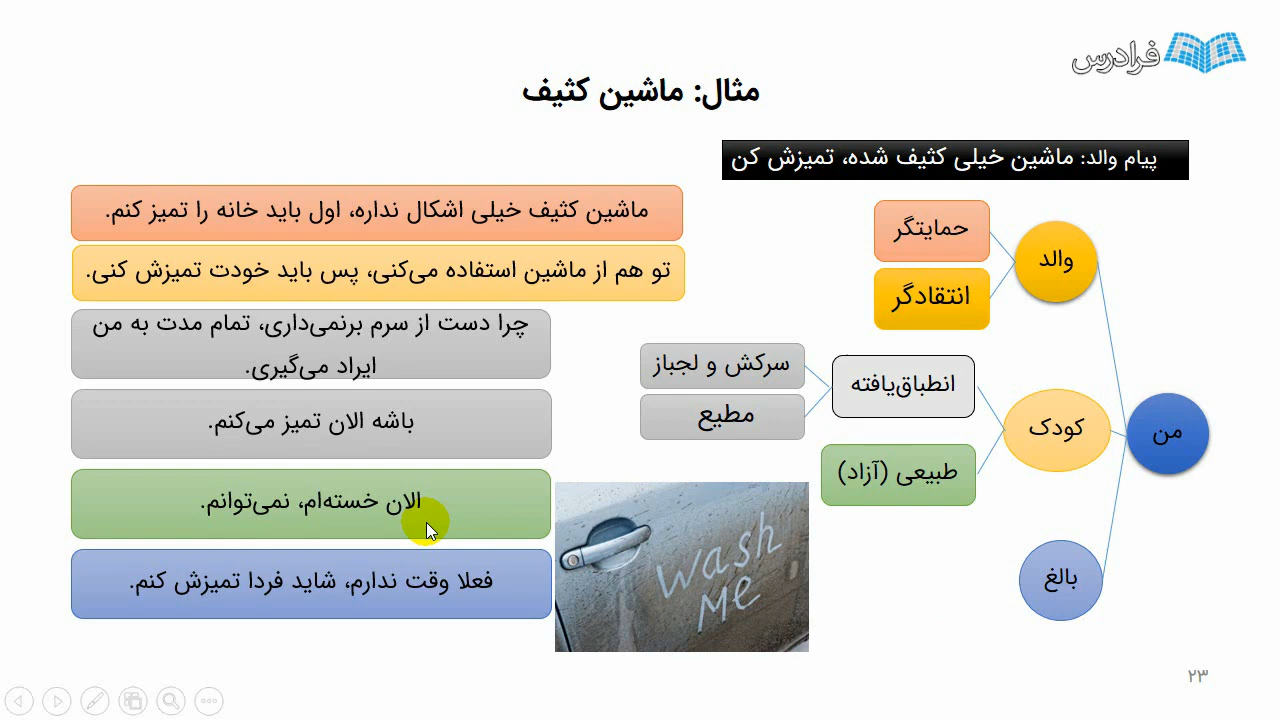 فرادرس
مثال: ماشین کثیف
پیام والد: ماشین خیلی کثیف شده، تمیزش کن
من
والد
حمایتگر
انتقادگر
کودک
انطباق‌یافته
سرکش و لجباز
مطیع
طبیعی (آزاد)
بالغ
ماشین کثیف خیلی اشکال نداره، اول باید خانه را تمیز کنم.
تو هم از ماشین استفاده می‌کنی، پس باید خودت تمیزش کنی.
چرا دست از سرم برنمی‌داری، تمام مدت به من
ایراد می‌گیری.
باشه الان تمیز می‌کنم.
الان خسته‌ام، نمی‌توانم.
فعلا وقت ندارم، شاید فردا تمیزش کنم.
wash
Me
۲۳